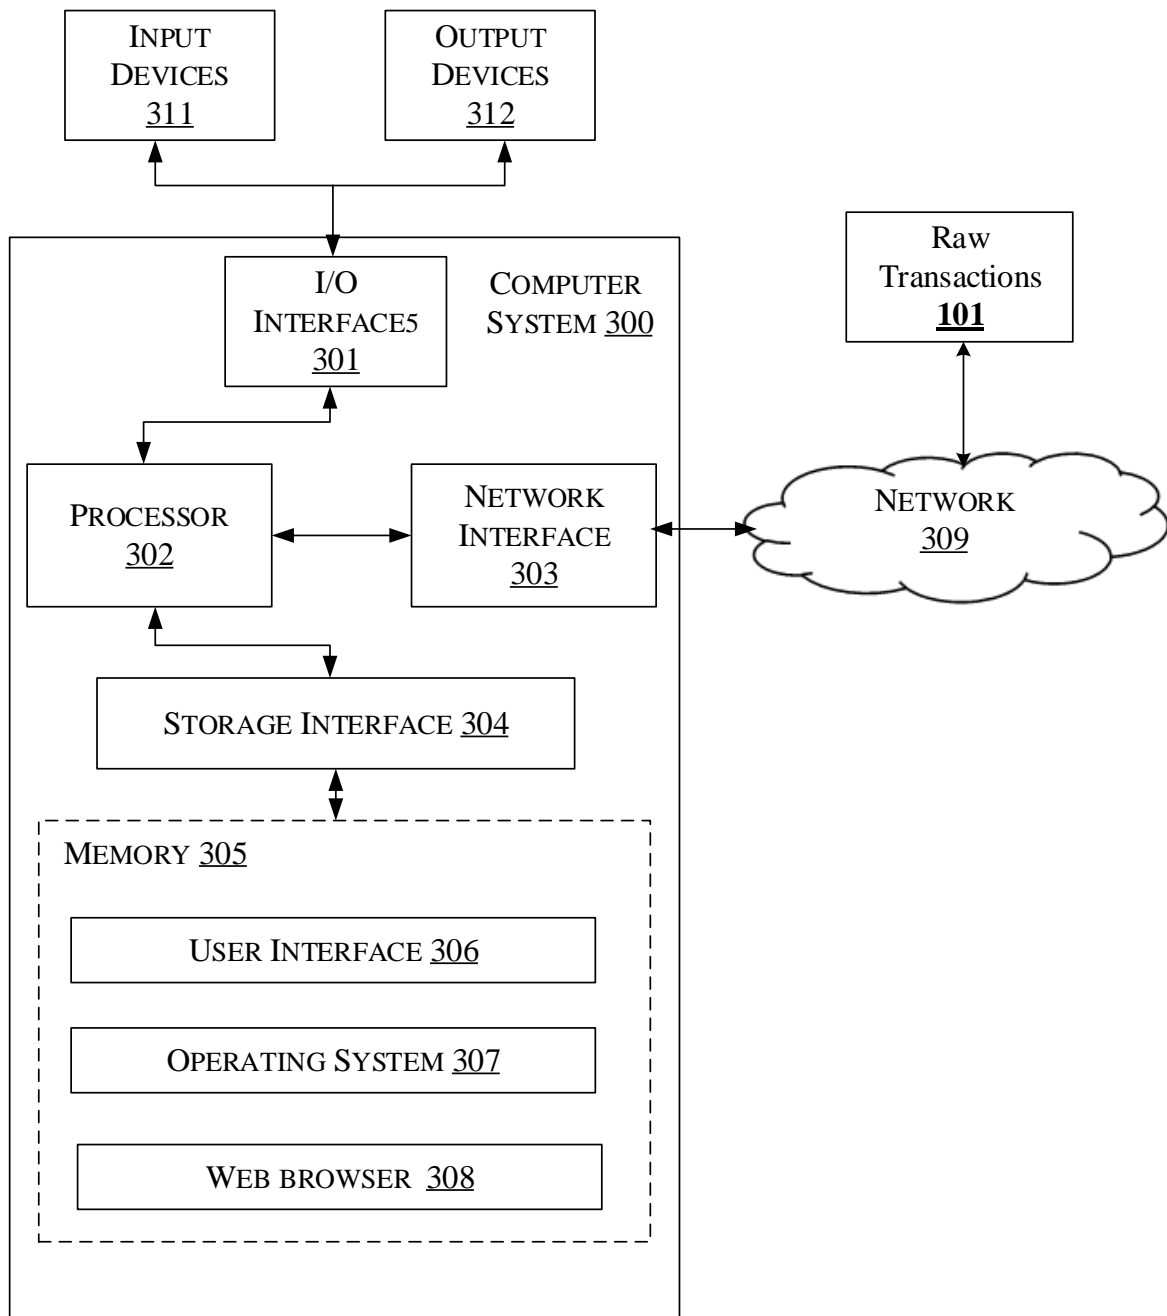 INPUT
DEVICES
311
OUTPUT
DEVICES
312
I/O
INTERFACE5
301
COMPUTER
SYSTEM 300
Raw
Transactions
101
PROCESSOR
302
NETWORK
INTERFACE
303
NETWORK
309
STORAGE INTERFACE 304
MEMORY 305
USER INTERFACE 306
OPERATING SYSTEM 307
WEB BROWSER 308